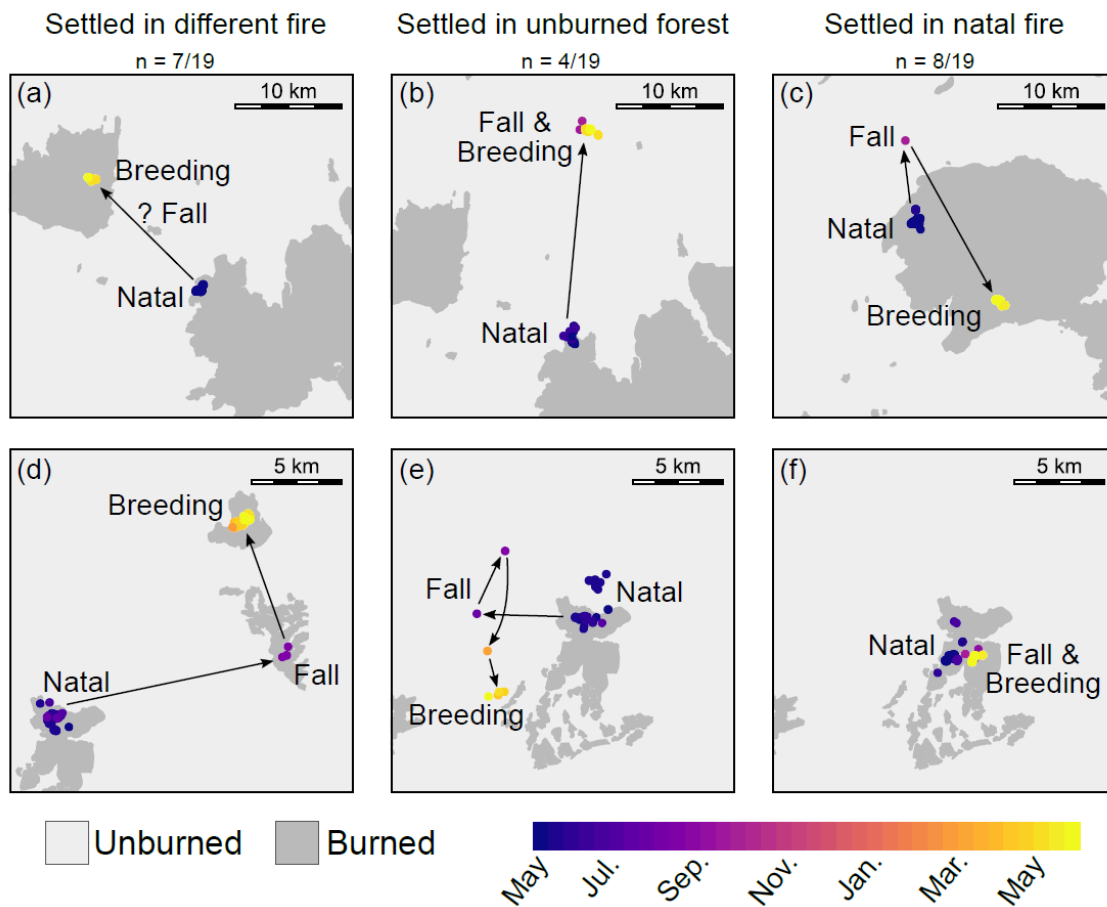 Settled in different fire
n = 7/19
Settled in unburned forest
n = 4/19
Settled in natal fire
n = 8/19
(a)
10 km
Breeding
? Fall
Natal
(b)
10 km
Fall &
Breeding
Natal
(c)
10 km
Fall
Natal
Breeding
(d)
5 km
Breeding
Natal
Fall
(e)
5 km
Fall
Natal
Breeding
(f)
5 km
Natal
Fall &
Breeding
Unburned
Burned
May
Jul.
Sep.
Nov.
Jan.
Mar.
May